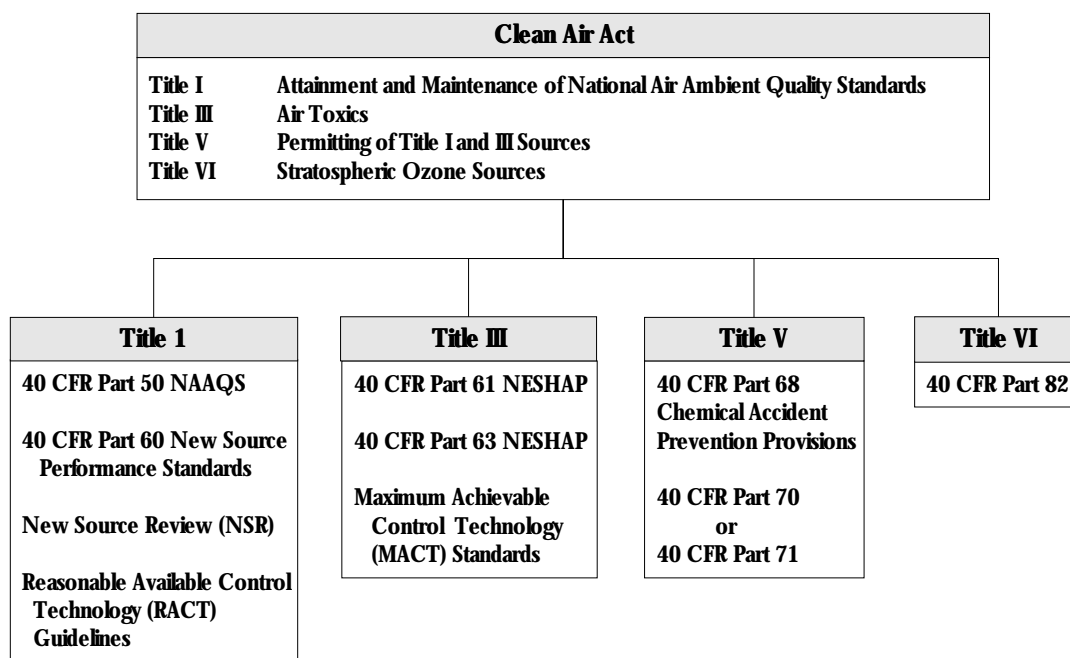 Clean Air Act
Title I Attainment and Maintenance of National Air Ambient Quality Standards
Title III Air Toxics
Title V Permitting of Title I and III Sources
Title VI Stratospheric Ozone Sources
Title 1
40 CFR Part 50 NAAQS
40 CFR Part 60 New Source
Performance Standards
New Source Review (NSR)
Reasonable Available Control
Technology (RACT)
Guidelines
Title III
40 CFR Part 61 NESHAP
40 CFR Part 63 NESHAP
Maximum Achievable
Control Technology
(MACT) Standards
Title V
40 CFR Part 68
Chemical Accident
Prevention Provisions
40 CFR Part 70
or
40 CFR Part 71
Title VI
40 CFR Part 82